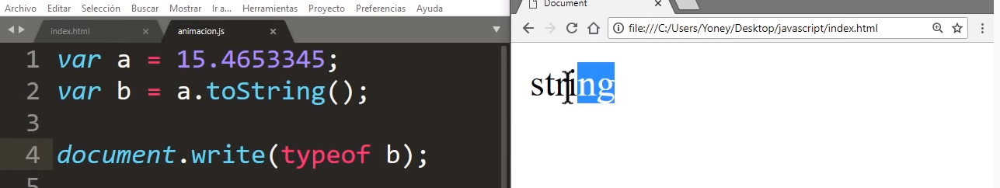 Archivo Editar Selección Buscar Mostrar Ir a... Herramientas Proyecto Preferencias Ayuda
index.html × animacion.js ×
1 var a = 15.4653345;
2 var b = a.toString();
3
4 document.write(typeof b);
5
Document ×
file:///C:/Users/Yoney/Desktop/javascript/index.html
string